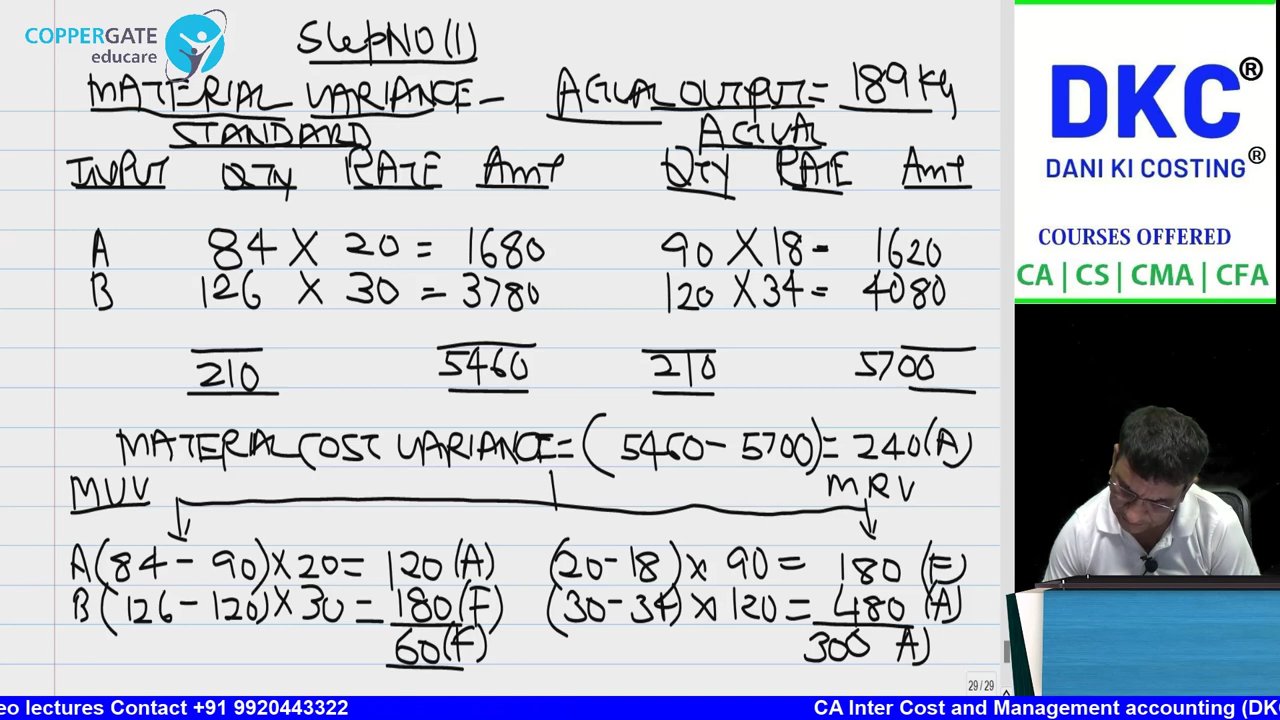 COPPERGATE
educare
Step NO (1)
MATERIAL VARIANCE - ACTUAL OUTPUT = 189 Kg
STANDARD ACTUAL
INPUT QTY RATE Amt QTY RATE Amt
A 84 X 20 = 1680 90 X 18 = 1620
B 126 X 30 = 3780 120 X 34 = 4080
210 5460 210 5700
MATERIAL COST VARIANCE = (5460 - 5700) = 240 (A)
MUV MRV
A (84 - 90) x 20 = 120 (A) (20 - 18) x 90 = 180 (F)
B (126 - 120) x 30 = 180 (F) (30 - 34) x 120 = 480 (A)
60 (F) 300 A)
29 / 29
DKC®
DANI KI COSTING®
COURSES OFFERED
CA | CS | CMA | CFA
eo lectures Contact +91 9920443322 CA Inter Cost and Management accounting (DK